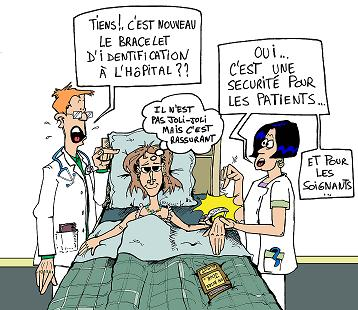 TIENS!. C'EST NOUVEAU
LE BRACELET
D'IDENTIFICATION
À L'HÔPITAL ??
OUI...
C'EST UNE
SECURITÉ POUR
LES PATIENTS...
IL N'EST
PAS JOLI-JOLI
MAIS C'EST
RASSURANT
ET POUR
LES
SOIGNANTS
...